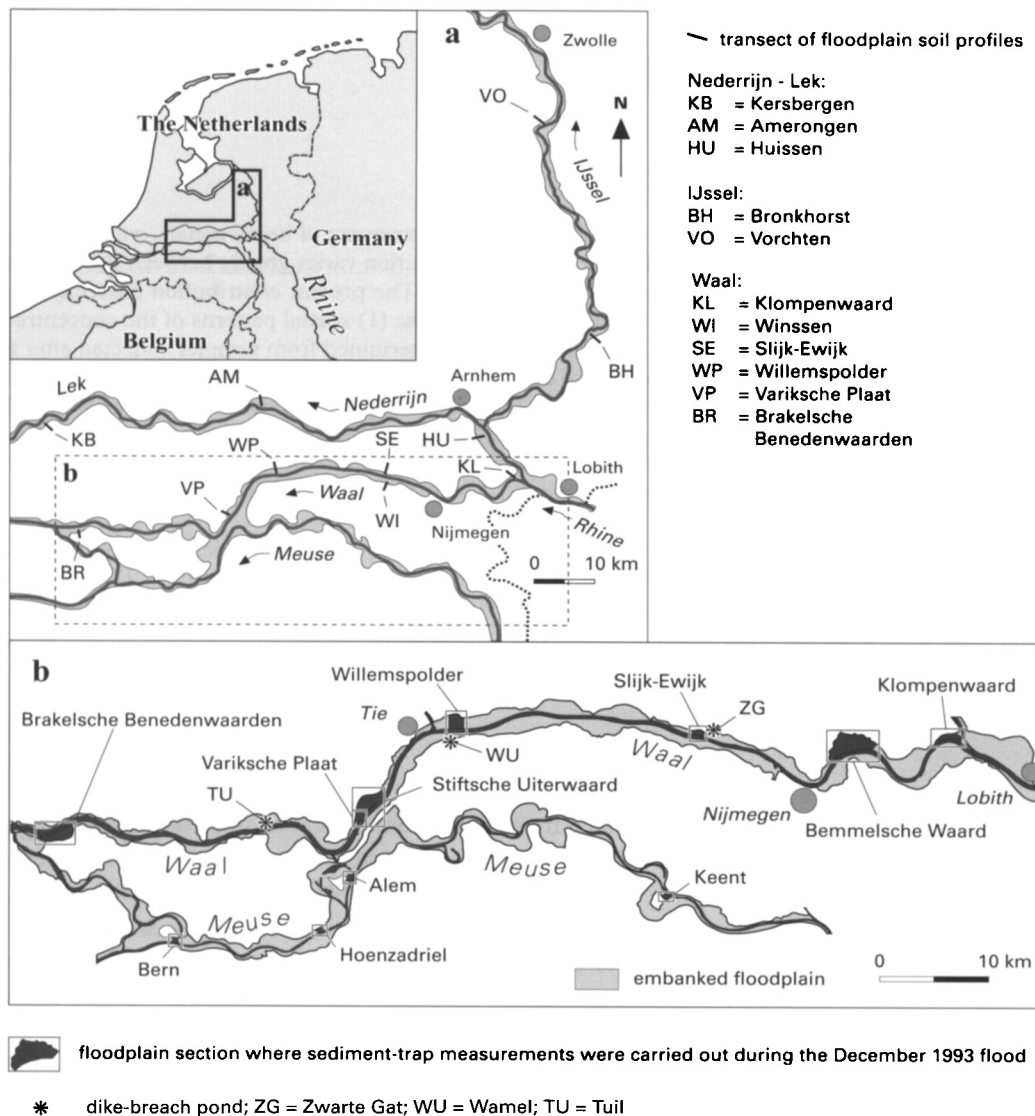 a
The Netherlands
a
Germany
Rhine
Belgium
Zwolle
VO
N
IJssel
BH
Arnhem
AM
Lek
Nederrijn
KB
HU
SE
WP
KL
Lobith
b
VP
Waal
WI
Nijmegen
Rhine
Meuse
BR
0 10 km
transect of floodplain soil profiles
Nederrijn - Lek:
KB = Kersbergen
AM = Amerongen
HU = Huissen
IJssel:
BH = Bronkhorst
VO = Vorchten
Waal:
KL = Klompenwaard
WI = Winssen
SE = Slijk-Ewijk
WP = Willemspolder
VP = Variksche Plaat
BR = Brakelsche
Benedenwaarden
b
Willemspolder
Slijk-Ewijk
Klompenwaard
Brakelsche Benedenwaarden
Tie
ZG
WU
Waal
Variksche Plaat
Stiftsche Uiterwaard
TU
Nijmegen
Lobith
Bemmelsche Waard
Waal
Meuse
Alem
Keent
Meuse
Hoenzadriel
Bern
embanked floodplain
0 10 km
floodplain section where sediment-trap measurements were carried out during the December 1993 flood
dike-breach pond; ZG = Zwarte Gat; WU = Wamel; TU = Tuil